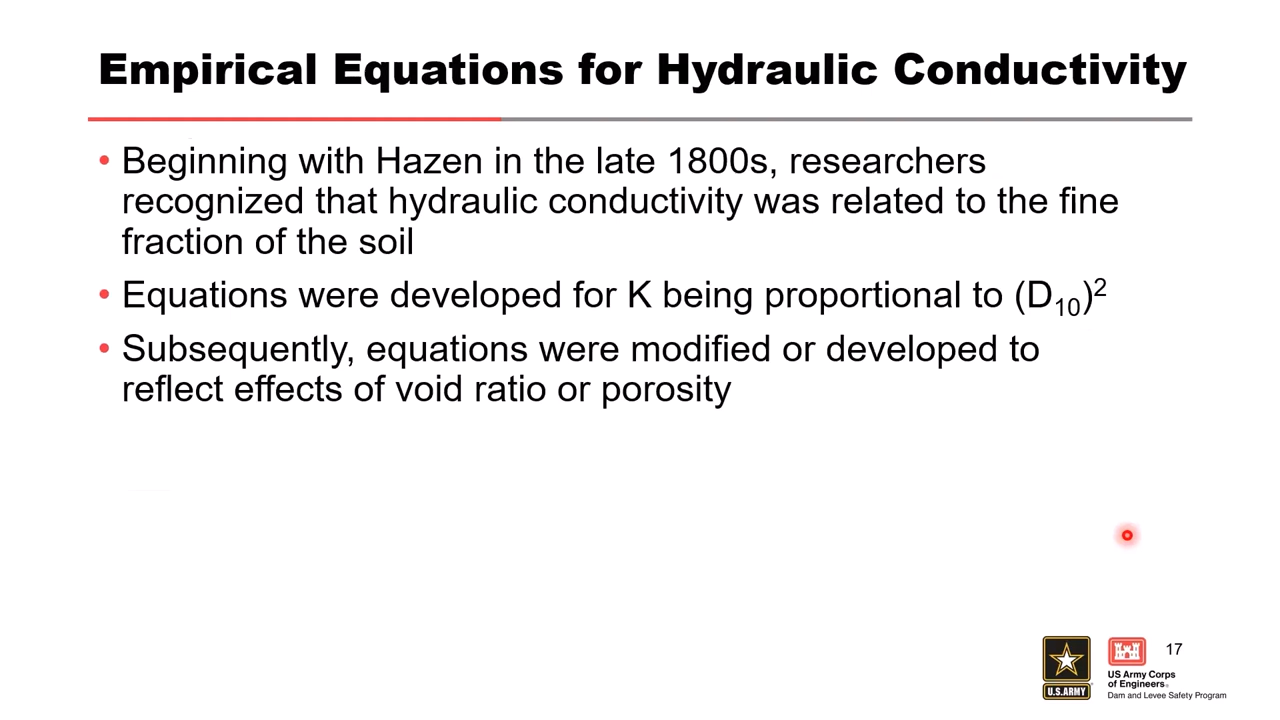 Empirical Equations for Hydraulic Conductivity
• Beginning with Hazen in the late 1800s, researchers
recognized that hydraulic conductivity was related to the fine
fraction of the soil
• Equations were developed for K being proportional to (D₁₀)²
• Subsequently, equations were modified or developed to
reflect effects of void ratio or porosity
17
U.S.ARMY
US Army Corps
of Engineers®
Dam and Levee Safety Program